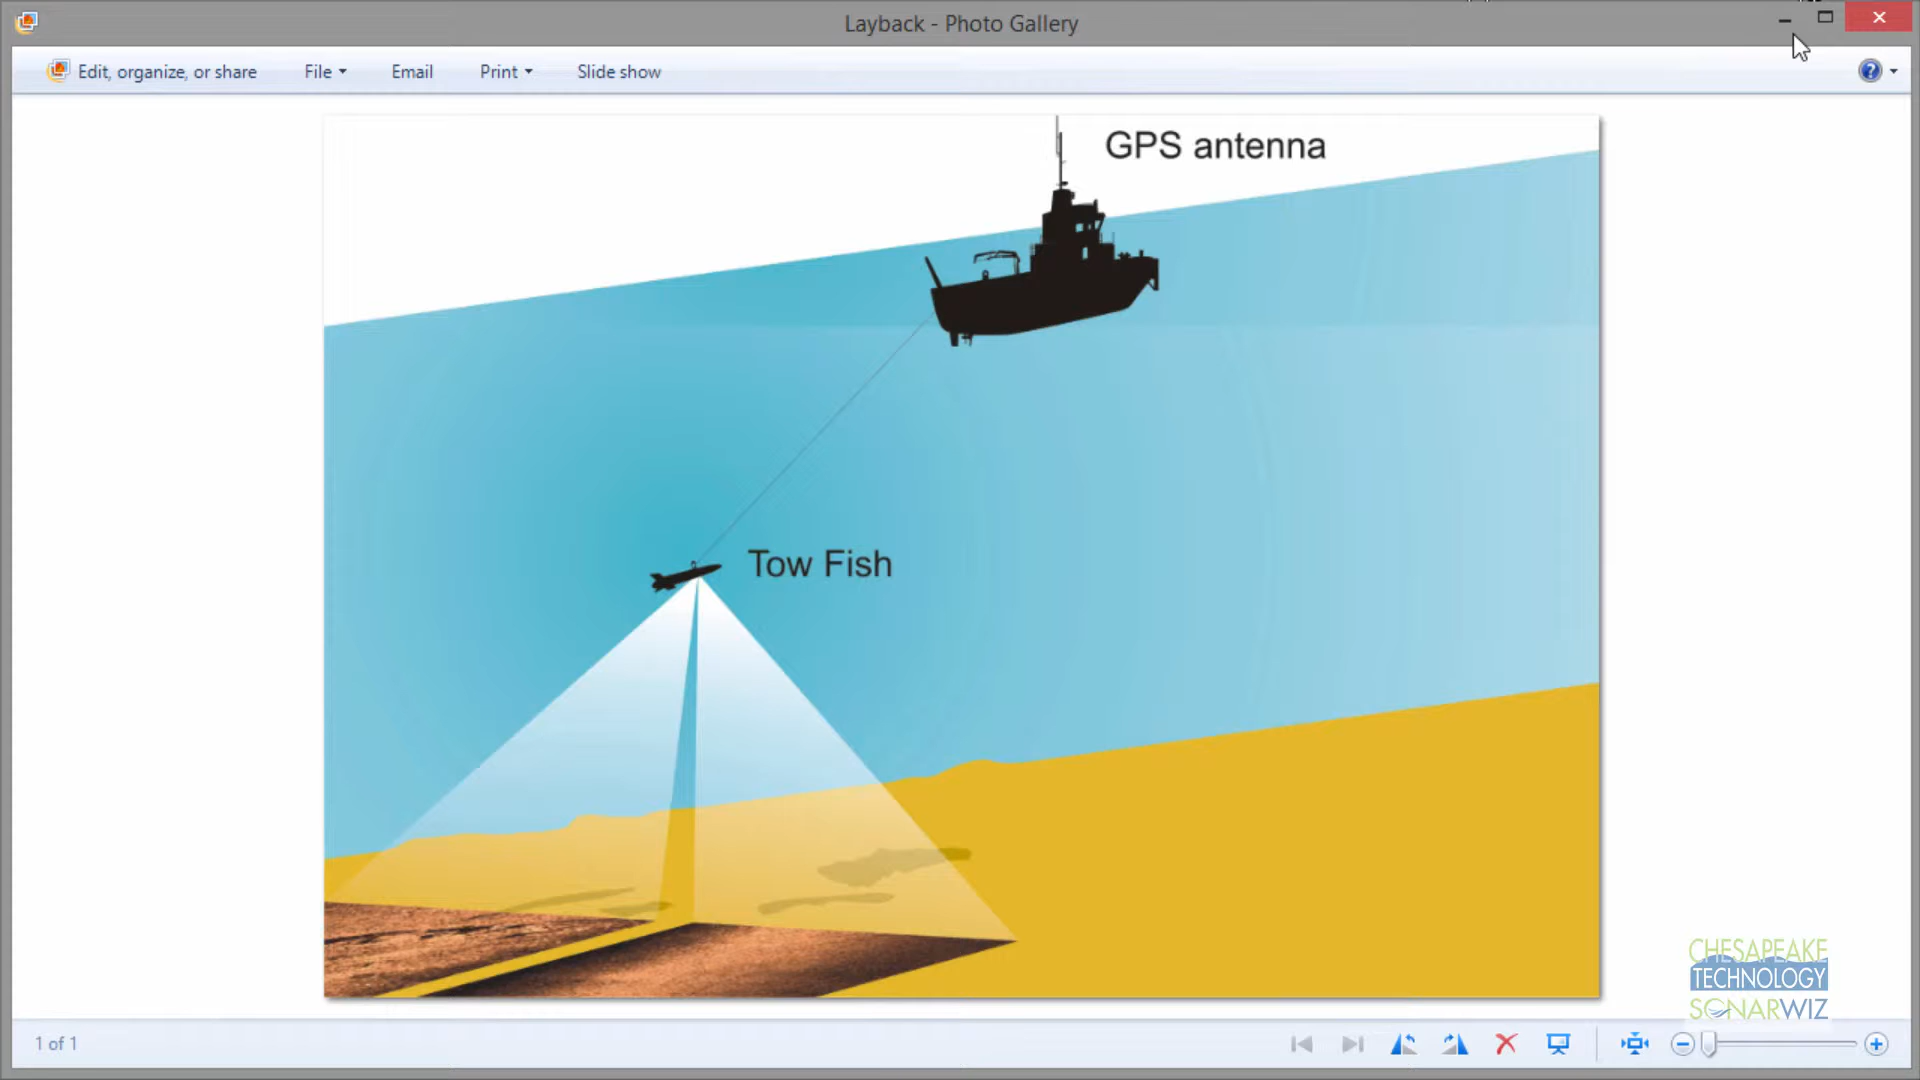 Layback - Photo Gallery
Edit, organize, or share File Email Print Slide show
GPS antenna
Tow Fish
CHESAPEAKE
TECHNOLOGY
SONARWIZ
1 of 1